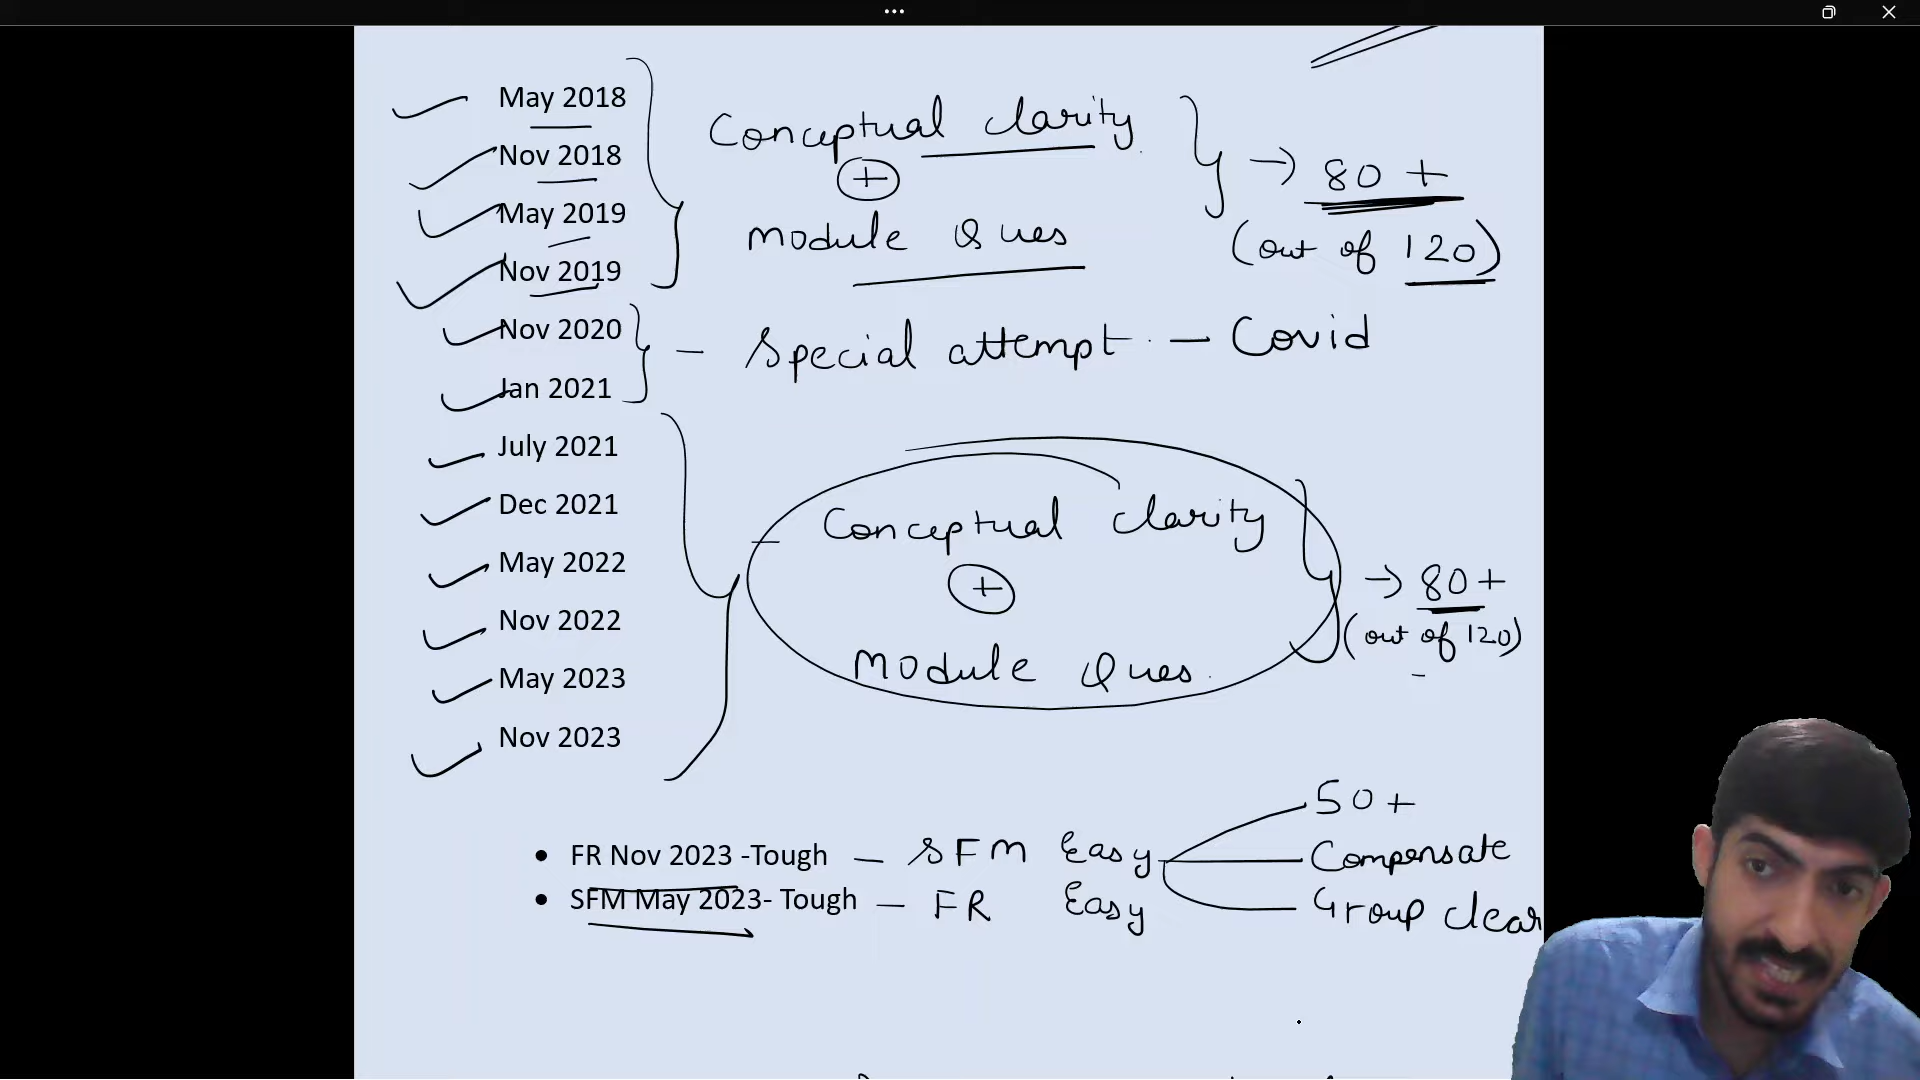 May 2018
Nov 2018
May 2019
Nov 2019
Conceptual clarity
+
Module Ques
→ 80 +
(out of 120)
Nov 2020
Jan 2021
- Special attempt - Covid
July 2021
Dec 2021
May 2022
Nov 2022
May 2023
Nov 2023
- Conceptual clarity
+
Module Ques.
→ 80+
(out of 120)
• FR Nov 2023 -Tough - SFM Easy
• SFM May 2023- Tough - FR Easy
50 +
Compensate
Group clear